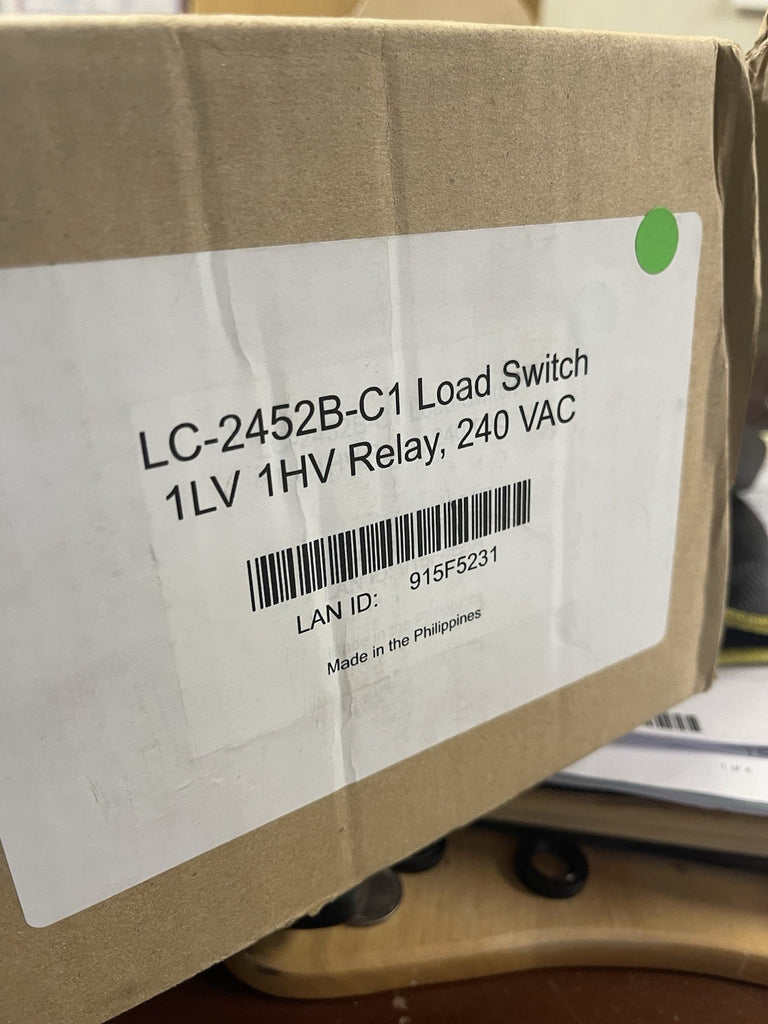 LC-2452B-C1 Load Switch
1LV 1HV Relay, 240 VAC
LAN ID: 915F5231
Made in the Philippines